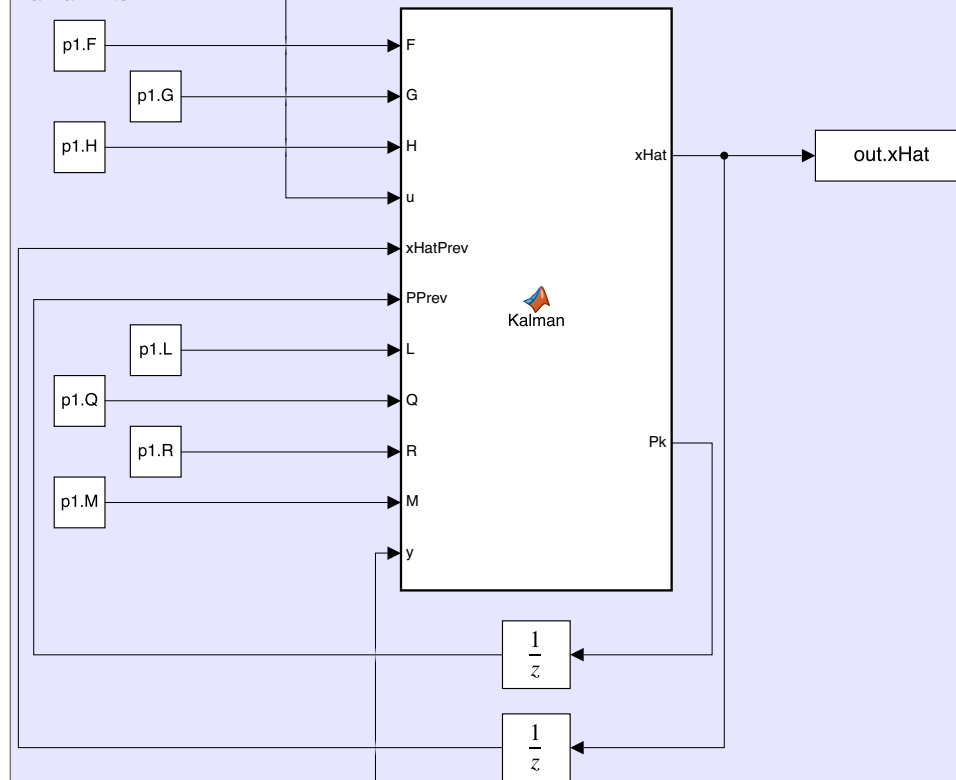 p1.F
F
p1.G
G
p1.H
H
xHat
out.xHat
u
xHatPrev
PPrev
Kalman
p1.L
L
p1.Q
Q
p1.R
R
Pk
p1.M
M
y
1
z
1
z